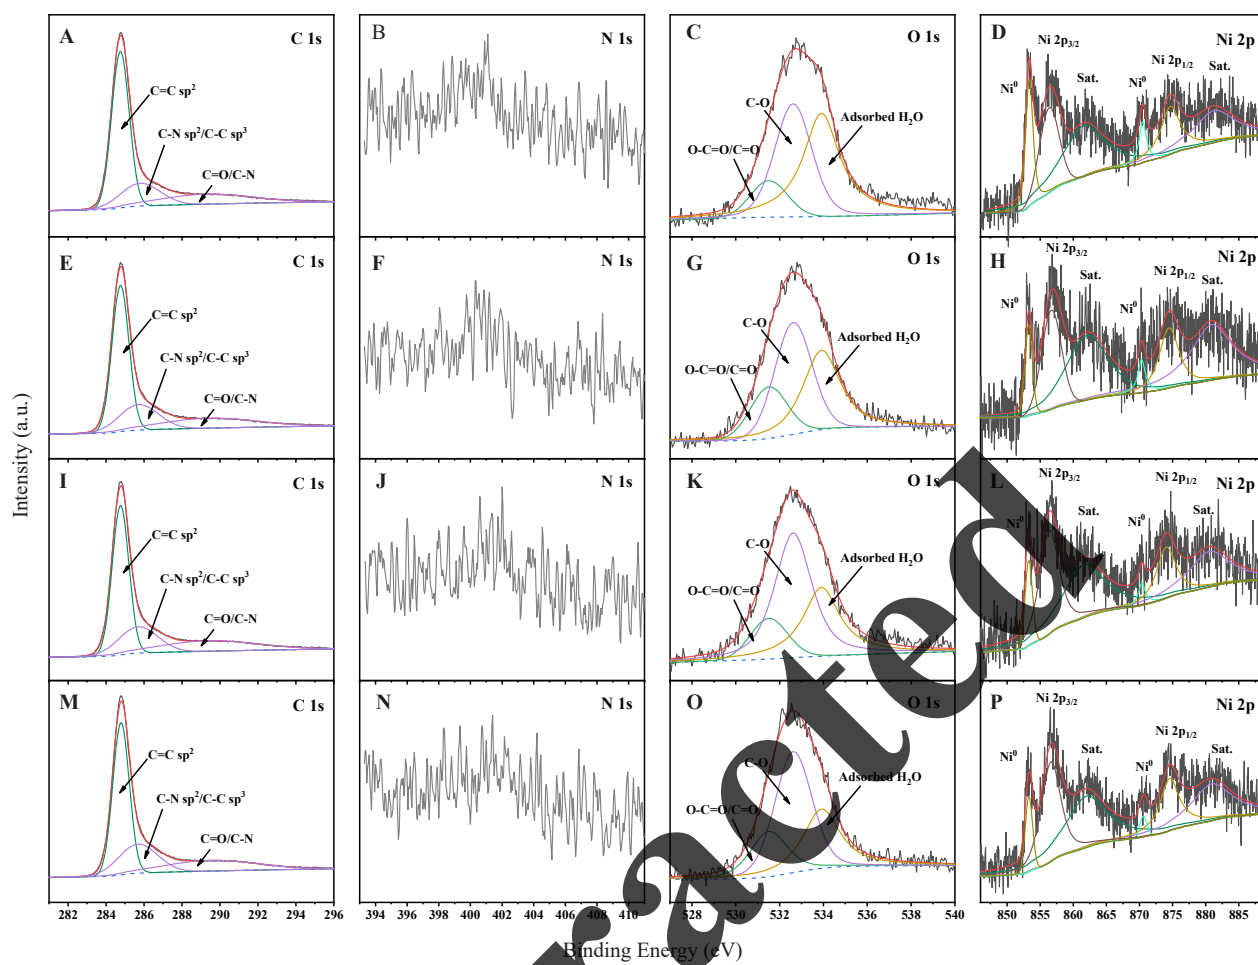 A
C 1s
C=C sp²
C-N sp²/C-C sp³
C=O/C-N
B
N 1s
C
O 1s
C-O
O-C=O/C=O
Adsorbed H₂O
D
Ni 2p
Ni⁰
Ni 2p₃/₂
Sat.
Ni⁰
Ni 2p₁/₂
Sat.
E
C 1s
C=C sp²
C-N sp²/C-C sp³
C=O/C-N
F
N 1s
G
O 1s
C-O
O-C=O/C=O
Adsorbed H₂O
H
Ni 2p
Ni⁰
Ni 2p₃/₂
Sat.
Ni⁰
Ni 2p₁/₂
Sat.
I
C 1s
C=C sp²
C-N sp²/C-C sp³
C=O/C-N
J
N 1s
K
O 1s
C-O
O-C=O/C=O
Adsorbed H₂O
L
Ni 2p
Ni⁰
Ni 2p₃/₂
Sat.
Ni⁰
Ni 2p₁/₂
Sat.
M
C 1s
C=C sp²
C-N sp²/C-C sp³
C=O/C-N
N
N 1s
O
O 1s
C-O
O-C=O/C=O
Adsorbed H₂O
P
Ni 2p
Ni⁰
Ni 2p₃/₂
Sat.
Ni⁰
Ni 2p₁/₂
Sat.
282 284 286 288 290 292 294 296
394 396 398 400 402 404 406 408 410
528 530 532 534 536 538 540
850 855 860 865 870 875 880 885
Intensity (a.u.)
Binding Energy (eV)
racted